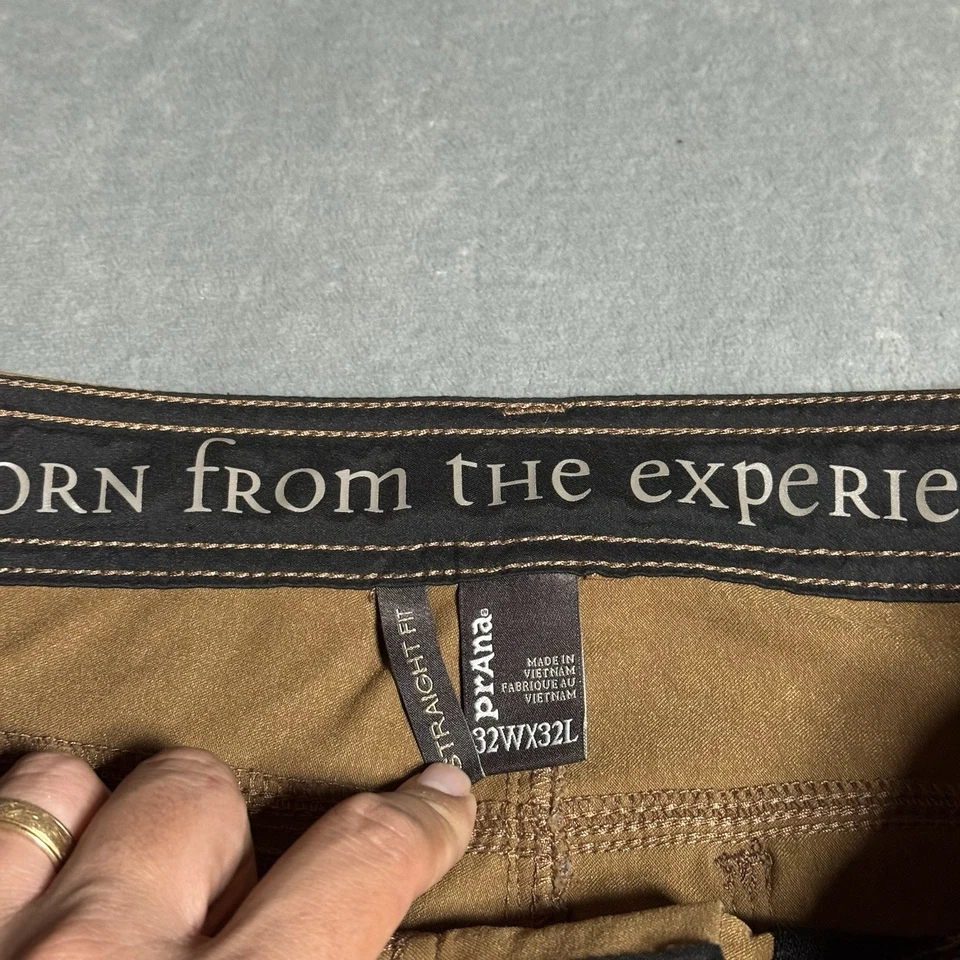 ORN from THe experIe
STRAIGHT FIT
prAna®
MADE IN
VIETNAM
FABRIQUE AU
VIETNAM
32WX32L